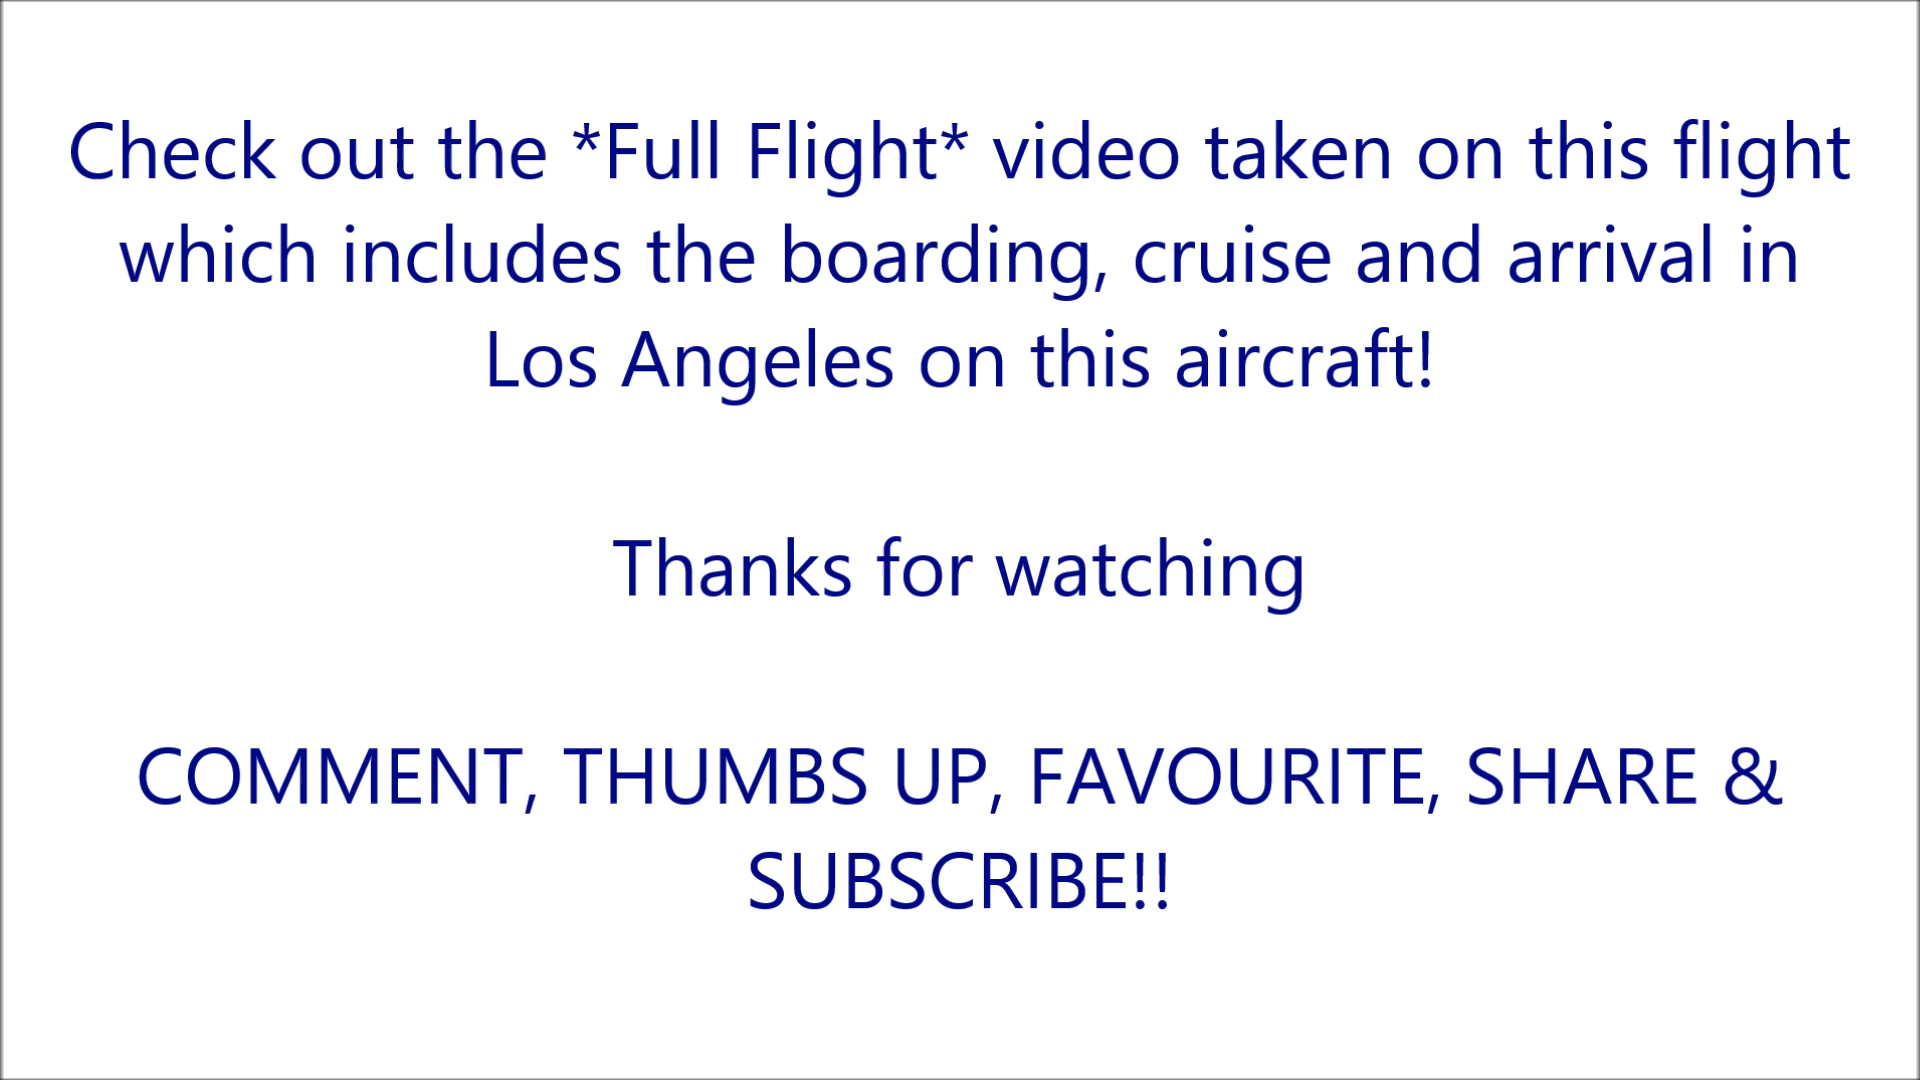 Check out the *Full Flight* video taken on this flight
which includes the boarding, cruise and arrival in
Los Angeles on this aircraft!
Thanks for watching
COMMENT, THUMBS UP, FAVOURITE, SHARE &
SUBSCRIBE!!